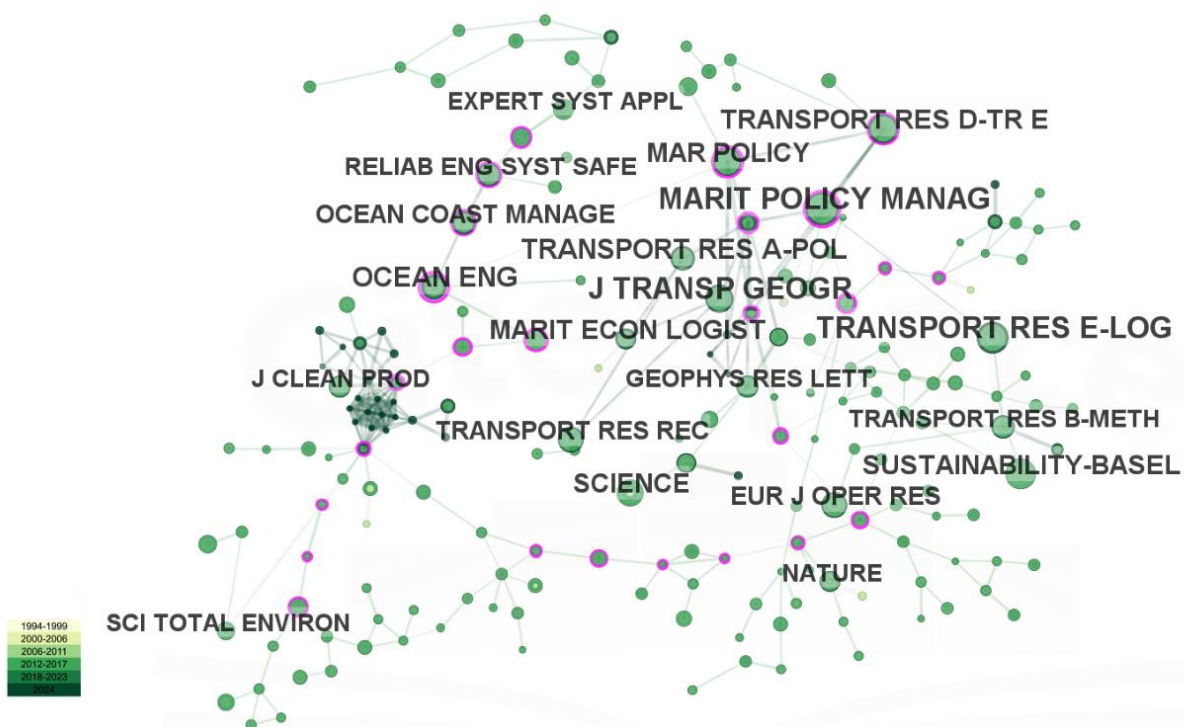 EXPERT SYST APPL
TRANSPORT RES D-TR E
MAR POLICY
RELIAB ENG SYST SAFE
MARIT POLICY MANAG
OCEAN COAST MANAGE
TRANSPORT RES A-POL
OCEAN ENG
J TRANSP GEOGR
MARIT ECON LOGIST
TRANSPORT RES E-LOG
J CLEAN PROD
GEOPHYS RES LETT
TRANSPORT RES B-METH
TRANSPORT RES REC
SUSTAINABILITY-BASEL
SCIENCE
EUR J OPER RES
NATURE
SCI TOTAL ENVIRON
1994-1999
2000-2006
2006-2011
2012-2017
2018-2023
2024